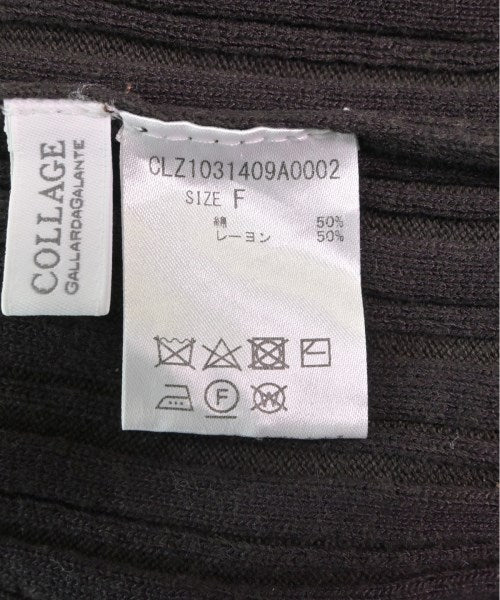 COLLAGE
GALLARDAGALANTE
CLZ1031409A0002
SIZE F
綿 50%
レーヨン 50%
F
W